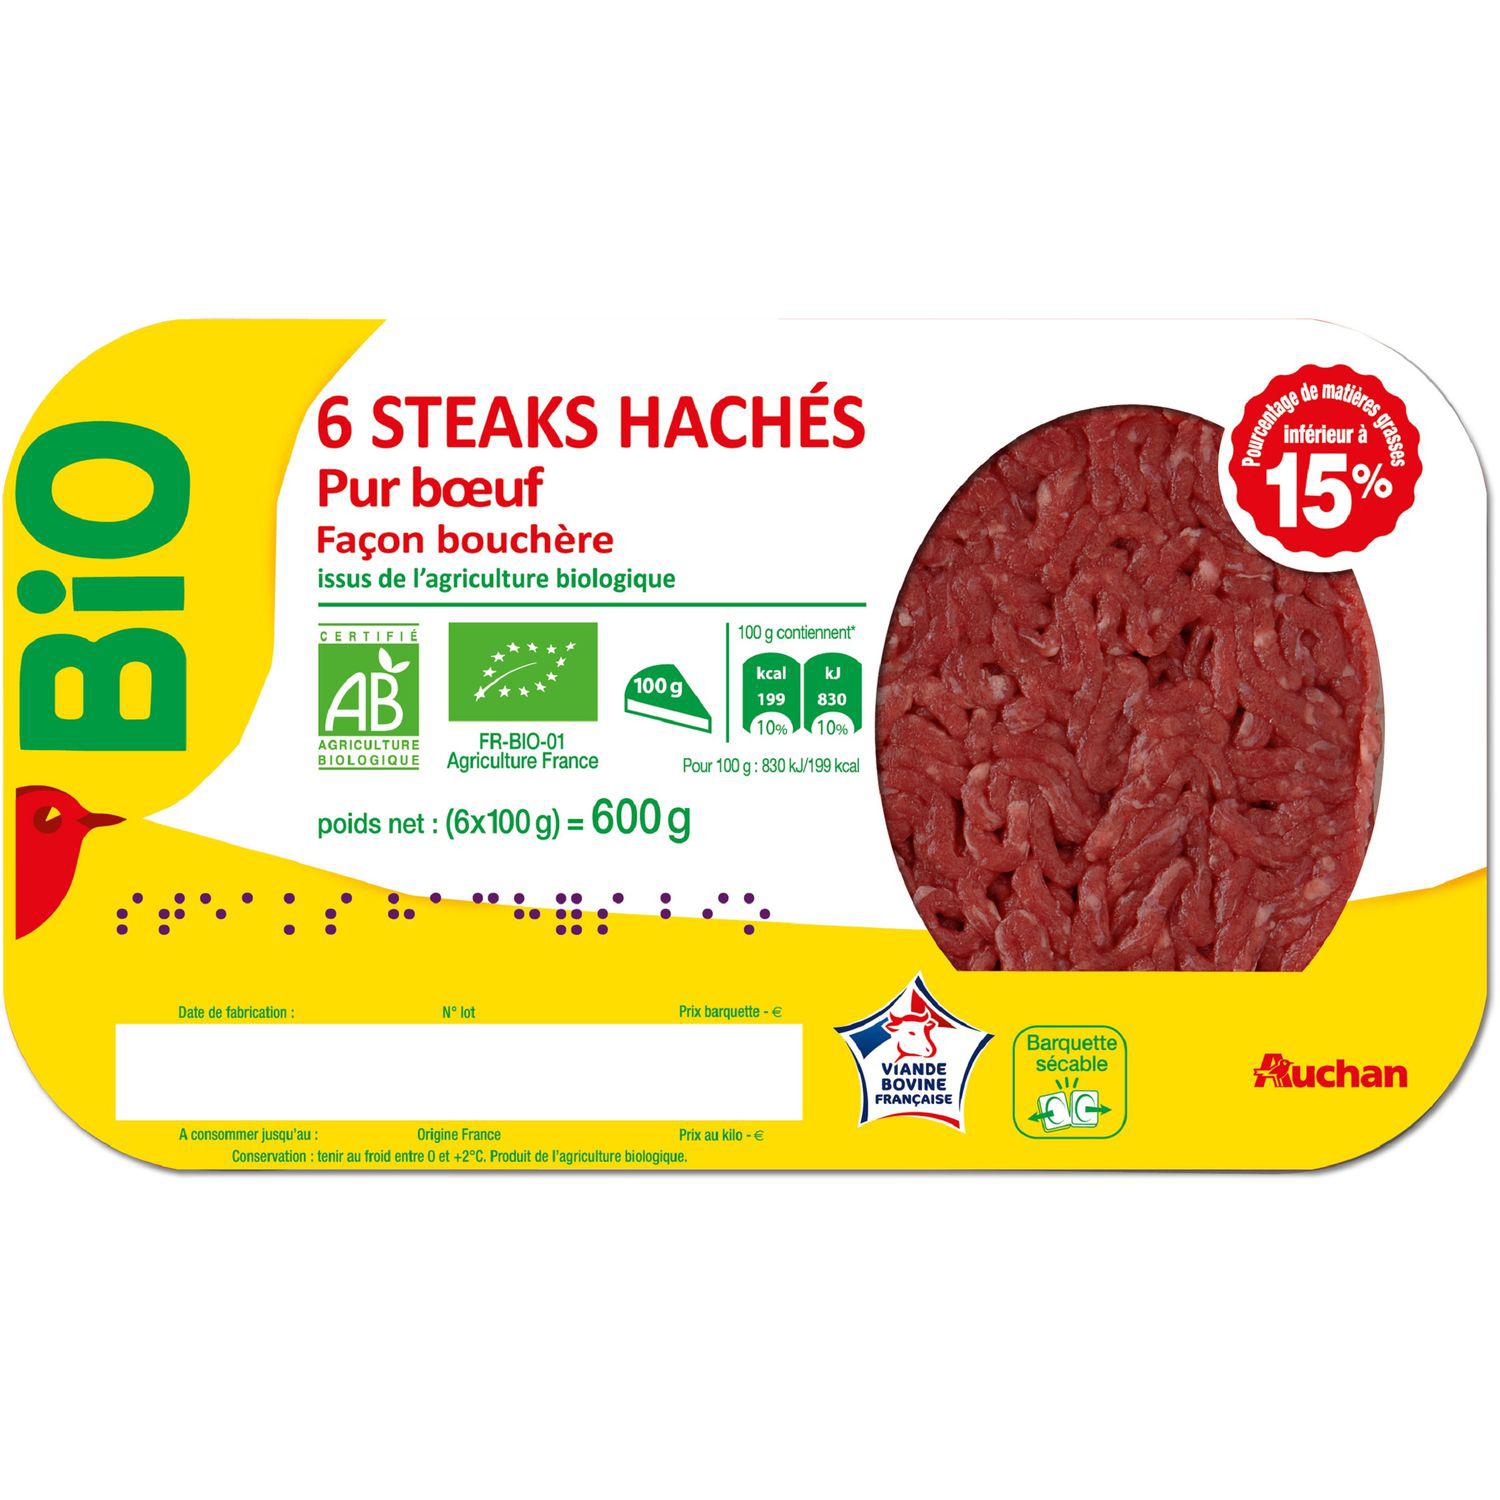 BiO
6 STEAKS HACHÉS
Pur bœuf
Façon bouchère
issus de l'agriculture biologique
CERTIFIÉ
AB
AGRICULTURE
BIOLOGIQUE
FR-BIO-01
Agriculture France
100 g
100 g contiennent*
kcal
199
10%
kJ
830
10%
Pour 100 g : 830 kJ/199 kcal
poids net : (6x100 g) = 600 g
Pourcentage de matières grasses
inférieur à
15%
Date de fabrication :
N° lot
Prix barquette - €
A consommer jusqu'au :
Origine France
Prix au kilo - €
Conservation : tenir au froid entre 0 et +2°C. Produit de l'agriculture biologique.
VIANDE
BOVINE
FRANÇAISE
Barquette
sécable
Auchan